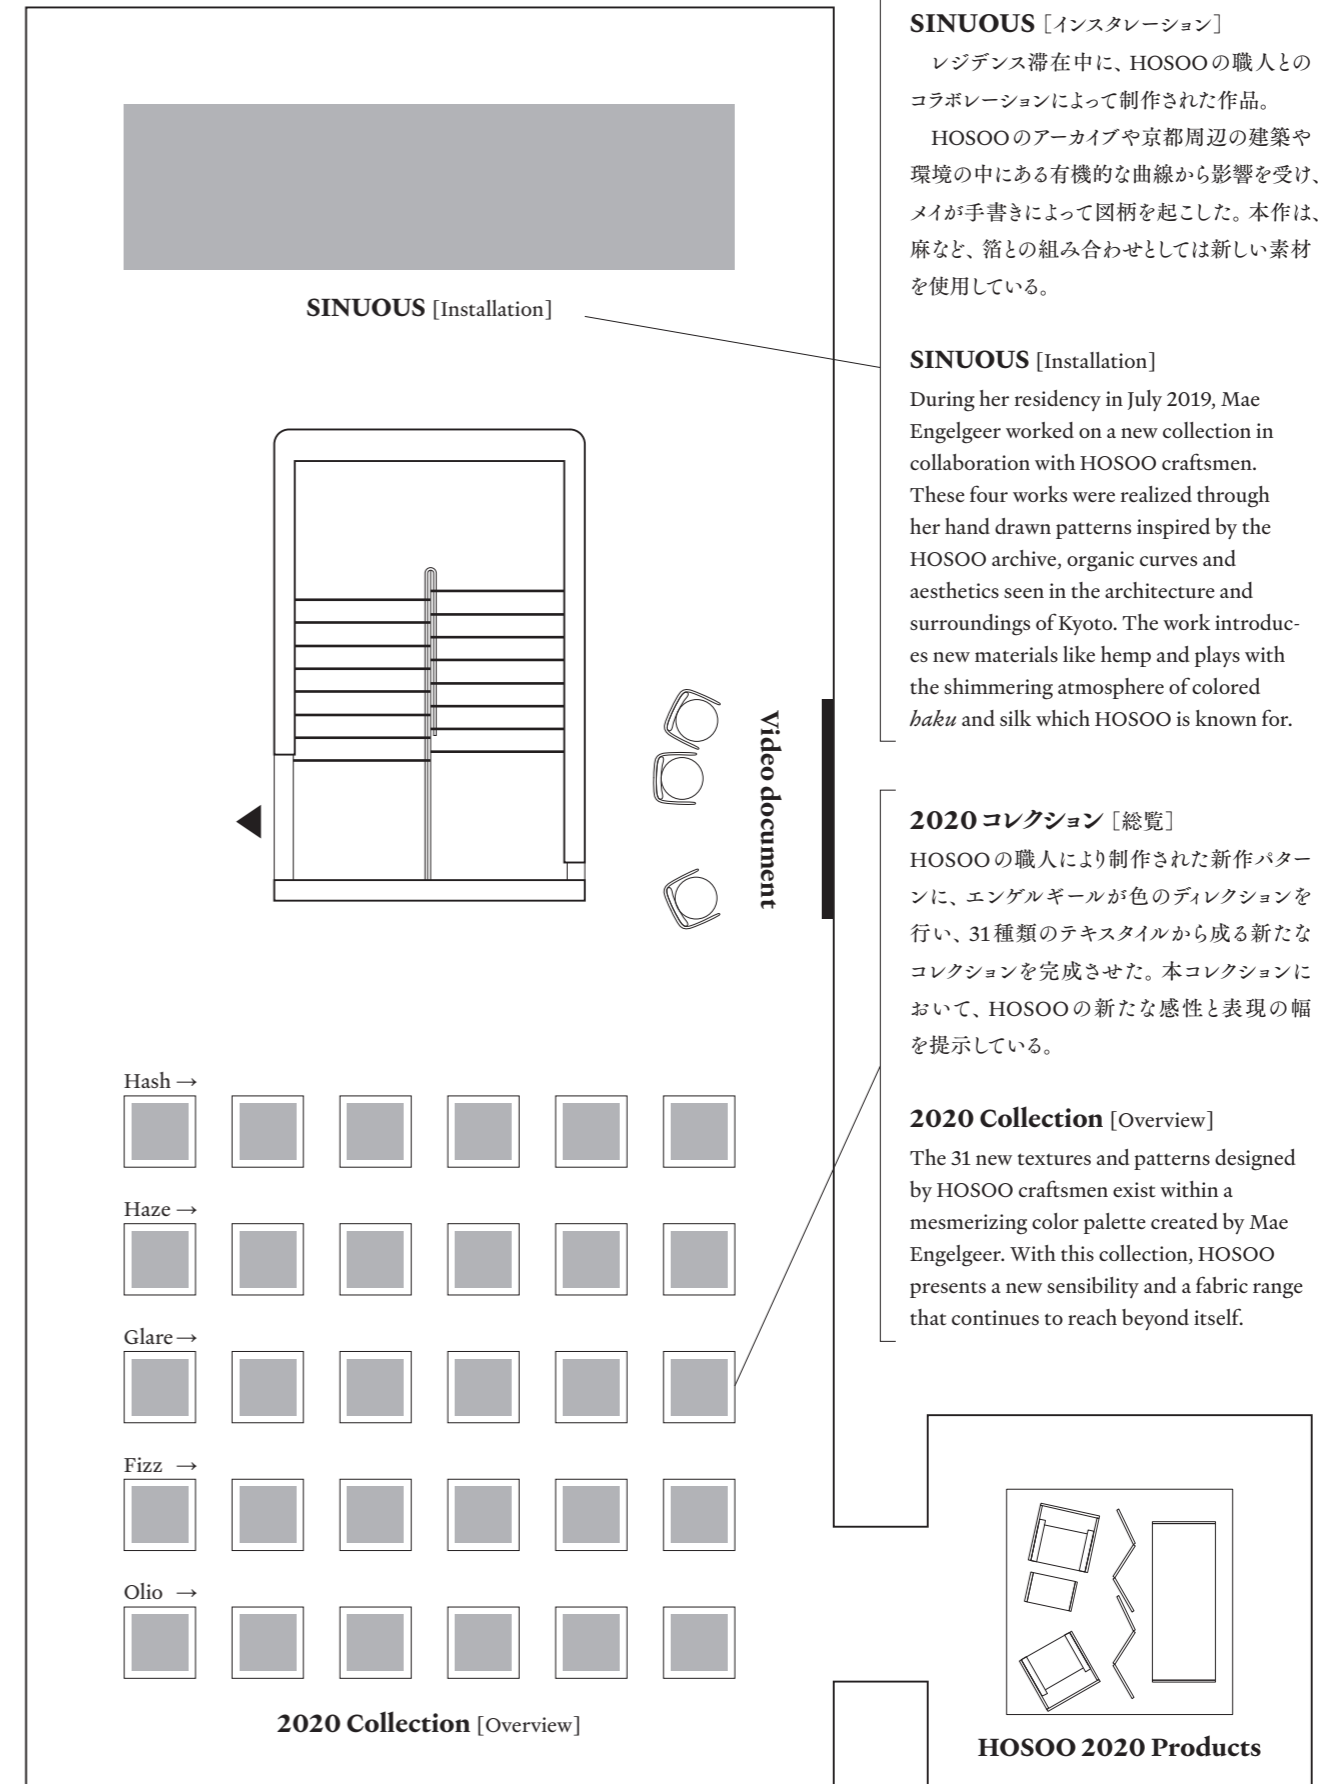 SINUOUS [Installation]
Video document
Hash →
Haze →
Glare →
Fizz →
Olio →
2020 Collection [Overview]
SINUOUS［インスタレーション］
レジデンス滞在中に、HOSOOの職人との
コラボレーションによって制作された作品。
HOSOOのアーカイブや京都周辺の建築や
環境の中にある有機的な曲線から影響を受け、
メイが手書きによって図柄を起こした。本作は、
麻など、箔との組み合わせとしては新しい素材
を使用している。
SINUOUS [Installation]
During her residency in July 2019, Mae
Engelgeer worked on a new collection in
collaboration with HOSOO craftsmen.
These four works were realized through
her hand drawn patterns inspired by the
HOSOO archive, organic curves and
aesthetics seen in the architecture and
surroundings of Kyoto. The work introduc-
es new materials like hemp and plays with
the shimmering atmosphere of colored
haku and silk which HOSOO is known for.
2020 コレクション［総覧］
HOSOOの職人により制作された新作パター
ンに、エンゲルギールが色のディレクションを
行い、31種類のテキスタイルから成る新たな
コレクションを完成させた。本コレクションに
おいて、HOSOOの新たな感性と表現の幅
を提示している。
2020 Collection [Overview]
The 31 new textures and patterns designed
by HOSOO craftsmen exist within a
mesmerizing color palette created by Mae
Engelgeer. With this collection, HOSOO
presents a new sensibility and a fabric range
that continues to reach beyond itself.
HOSOO 2020 Products